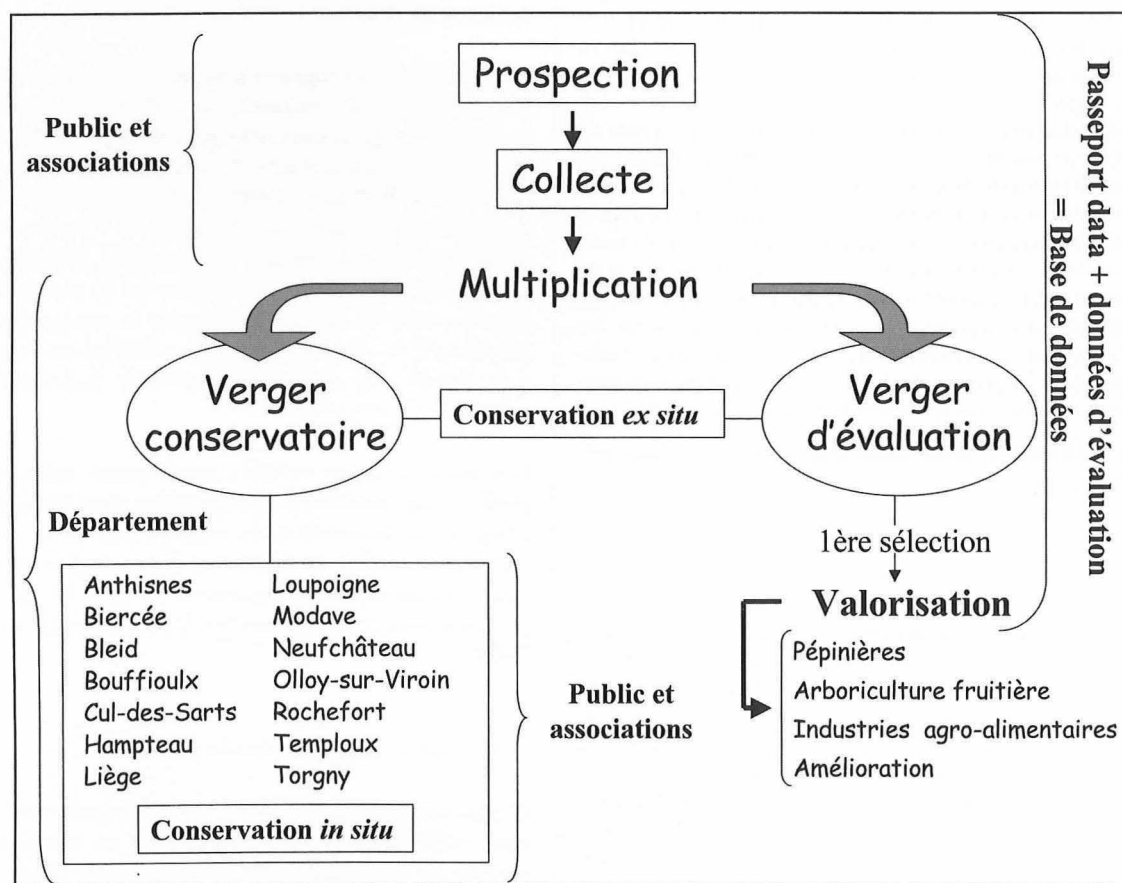 Prospection
Public et
associations
Collecte
Multiplication
Passeport data + données d'évaluation
= Base de données
Verger
conservatoire
Conservation ex situ
Verger
d'évaluation
Département
1ère sélection
Valorisation
Anthisnes
Biercée
Bleid
Bouffioulx
Cul-des-Sarts
Hampteau
Liège
Loupoigne
Modave
Neufchâteau
Olloy-sur-Viroin
Rochefort
Temploux
Torgny
Conservation in situ
Public et
associations
Pépinières
Arboriculture fruitière
Industries agro-alimentaires
Amélioration